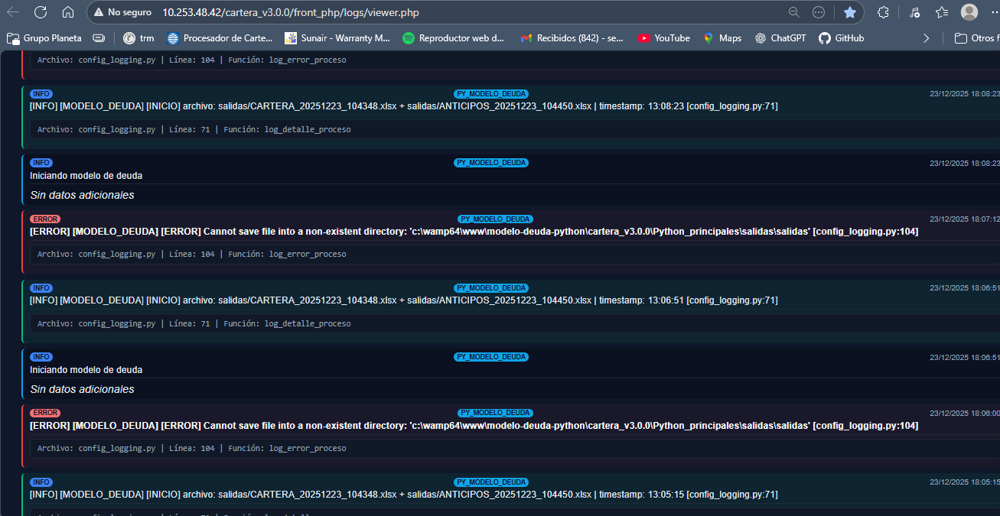 No seguro 10.253.48.42/cartera_v3.0.0/front_php/logs/viewer.php
Grupo Planeta trm Procesador de Carte... Sunair - Warranty M... Reproductor web d... Recibidos (842) - se... YouTube Maps ChatGPT GitHub Otros f
Archivo: config_logging.py | Línea: 104 | Función: log_error_proceso
INFO PY_MODELO_DEUDA 23/12/2025 18:08:23
[INFO] [MODELO_DEUDA] [INICIO] archivo: salidas/CARTERA_20251223_104348.xlsx + salidas/ANTICIPOS_20251223_104450.xlsx | timestamp: 13:08:23 [config_logging.py:71]
Archivo: config_logging.py | Línea: 71 | Función: log_detalle_proceso
INFO PY_MODELO_DEUDA 23/12/2025 18:08:23
Iniciando modelo de deuda
Sin datos adicionales
ERROR PY_MODELO_DEUDA 23/12/2025 18:07:12
[ERROR] [MODELO_DEUDA] [ERROR] Cannot save file into a non-existent directory: 'c:\wamp64\www\modelo-deuda-python\cartera_v3.0.0\Python_principales\salidas\salidas' [config_logging.py:104]
Archivo: config_logging.py | Línea: 104 | Función: log_error_proceso
INFO PY_MODELO_DEUDA 23/12/2025 18:06:51
[INFO] [MODELO_DEUDA] [INICIO] archivo: salidas/CARTERA_20251223_104348.xlsx + salidas/ANTICIPOS_20251223_104450.xlsx | timestamp: 13:06:51 [config_logging.py:71]
Archivo: config_logging.py | Línea: 71 | Función: log_detalle_proceso
INFO PY_MODELO_DEUDA 23/12/2025 18:06:51
Iniciando modelo de deuda
Sin datos adicionales
ERROR PY_MODELO_DEUDA 23/12/2025 18:06:00
[ERROR] [MODELO_DEUDA] [ERROR] Cannot save file into a non-existent directory: 'c:\wamp64\www\modelo-deuda-python\cartera_v3.0.0\Python_principales\salidas\salidas' [config_logging.py:104]
Archivo: config_logging.py | Línea: 104 | Función: log_error_proceso
INFO PY_MODELO_DEUDA 23/12/2025 18:05:15
[INFO] [MODELO_DEUDA] [INICIO] archivo: salidas/CARTERA_20251223_104348.xlsx + salidas/ANTICIPOS_20251223_104450.xlsx | timestamp: 13:05:15 [config_logging.py:71]